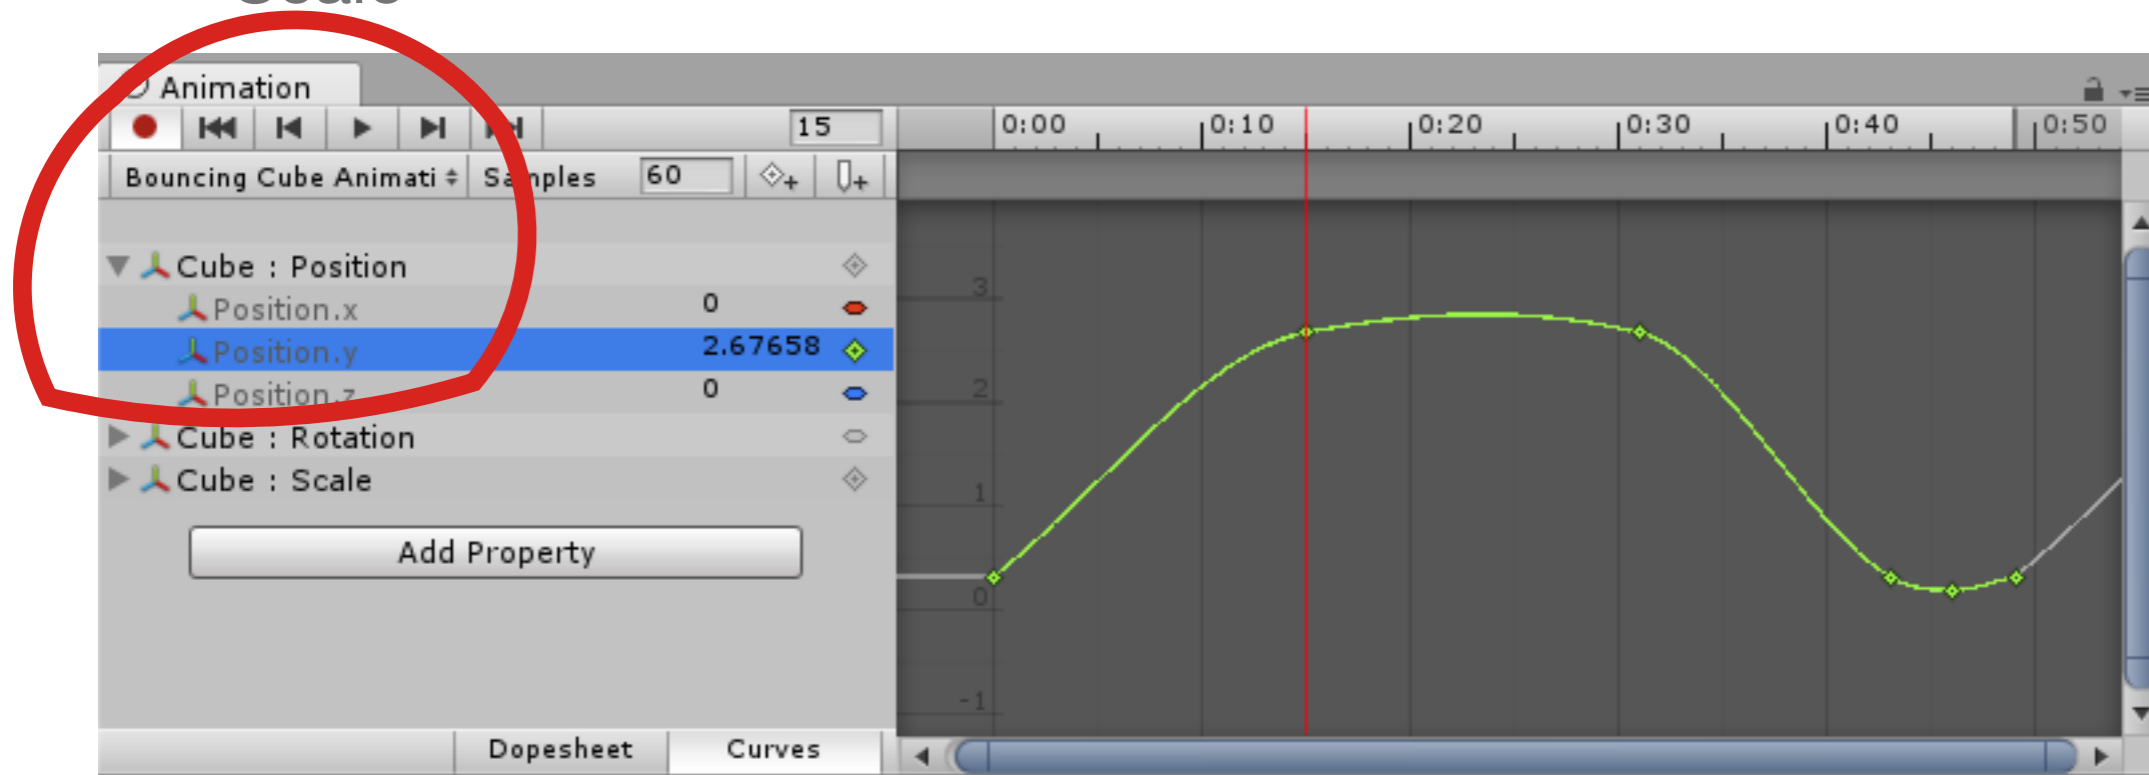 Scale
Animation
15
0:00 0:10 0:20 0:30 0:40 0:50
Bouncing Cube Animati Samples 60
Cube : Position
Position.x 0
Position.y 2.67658
Position.z 0
Cube : Rotation
Cube : Scale
Add Property
3
2
1
0
-1
Dopesheet Curves